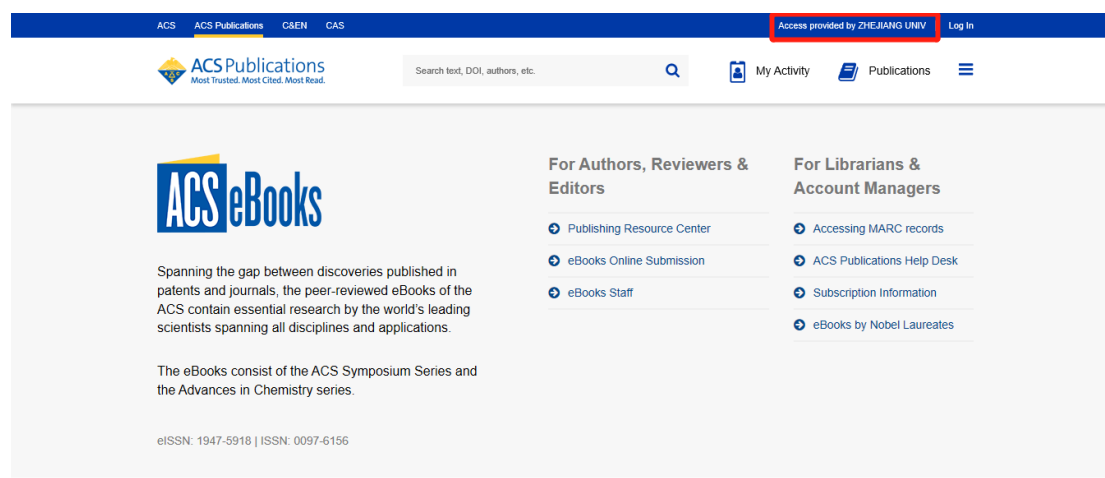 ACS ACS Publications C&EN CAS Access provided by ZHEJIANG UNIV Log In
ACS Publications
Most Trusted. Most Cited. Most Read.
Search text, DOI, authors, etc.
My Activity
Publications
ACS eBooks
Spanning the gap between discoveries published in
patents and journals, the peer-reviewed eBooks of the
ACS contain essential research by the world's leading
scientists spanning all disciplines and applications.
The eBooks consist of the ACS Symposium Series and
the Advances in Chemistry series.
eISSN: 1947-5918 | ISSN: 0097-6156
For Authors, Reviewers &
Editors
Publishing Resource Center
eBooks Online Submission
eBooks Staff
For Librarians &
Account Managers
Accessing MARC records
ACS Publications Help Desk
Subscription Information
eBooks by Nobel Laureates